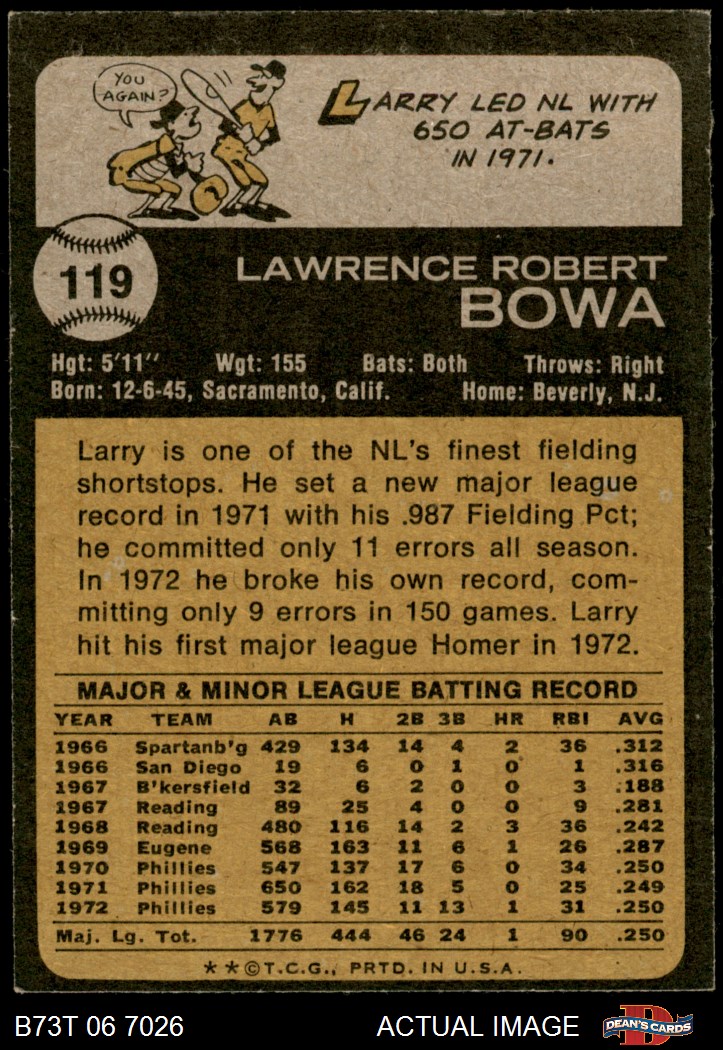 YOU
AGAIN?
LARRY LED NL WITH
650 AT-BATS
IN 1971.
119
LAWRENCE ROBERT
BOWA
Hgt: 5'11" Wgt: 155 Bats: Both Throws: Right
Born: 12-6-45, Sacramento, Calif. Home: Beverly, N.J.
Larry is one of the NL's finest fielding
shortstops. He set a new major league
record in 1971 with his .987 Fielding Pct;
he committed only 11 errors all season.
In 1972 he broke his own record, com-
mitting only 9 errors in 150 games. Larry
hit his first major league Homer in 1972.
MAJOR & MINOR LEAGUE BATTING RECORD
YEAR TEAM AB H 2B 3B HR RBI AVG
1966 Spartanb'g 429 134 14 4 2 36 .312
1966 San Diego 19 6 0 1 0 1 .316
1967 B'kersfield 32 6 2 0 0 3 .188
1967 Reading 89 25 4 0 0 9 .281
1968 Reading 480 116 14 2 3 36 .242
1969 Eugene 568 163 11 6 1 26 .287
1970 Phillies 547 137 17 6 0 34 .250
1971 Phillies 650 162 18 5 0 25 .249
1972 Phillies 579 145 11 13 1 31 .250
Maj. Lg. Tot. 1776 444 46 24 1 90 .250
**©T.C.G., PRTD. IN U.S.A.
B73T 06 7026 ACTUAL IMAGE D DEAN'S CARDS